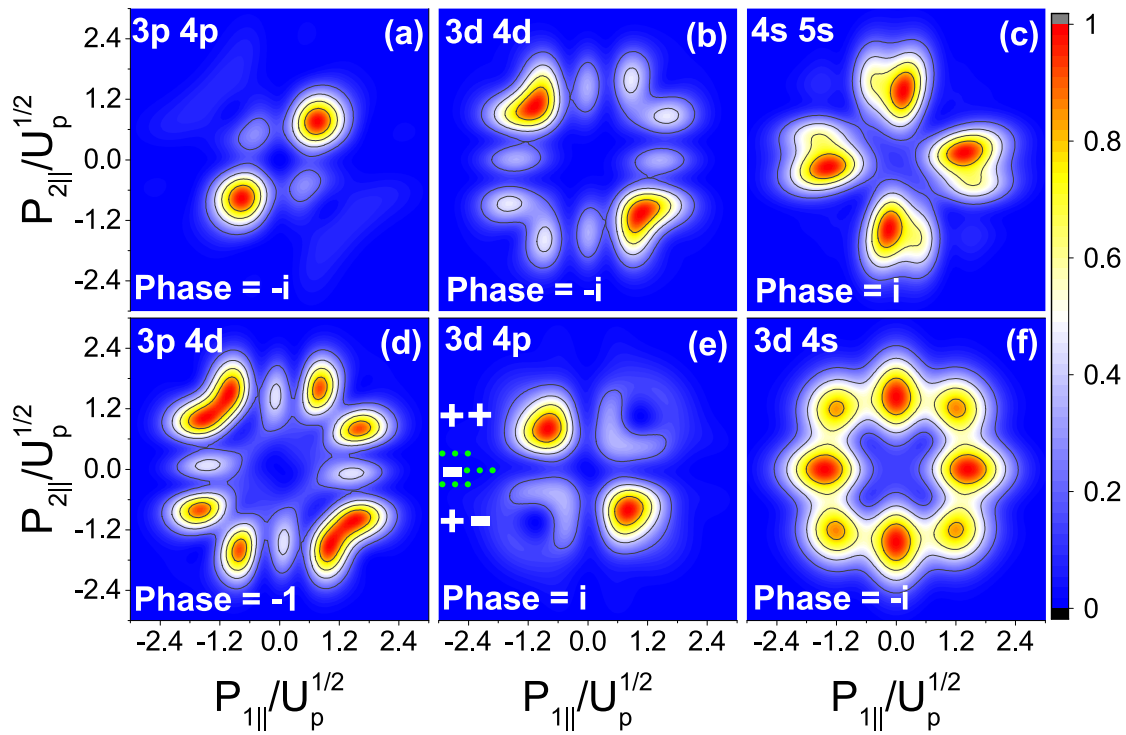 3p 4p (a)
3d 4d (b)
4s 5s (c)
1
2.4
1.2
0.0
-1.2
-2.4
P2||/Up1/2
Phase = -i
Phase = -i
Phase = i
0.8
0.6
3p 4d (d)
3d 4p (e)
3d 4s (f)
0.4
0.2
0
2.4
1.2
0.0
-1.2
-2.4
P2||/Up1/2
++
-
+-
Phase = -1
Phase = i
Phase = -i
-2.4 -1.2 0.0 1.2 2.4
-2.4 -1.2 0.0 1.2 2.4
-2.4 -1.2 0.0 1.2 2.4
P1||/Up1/2
P1||/Up1/2
P1||/Up1/2